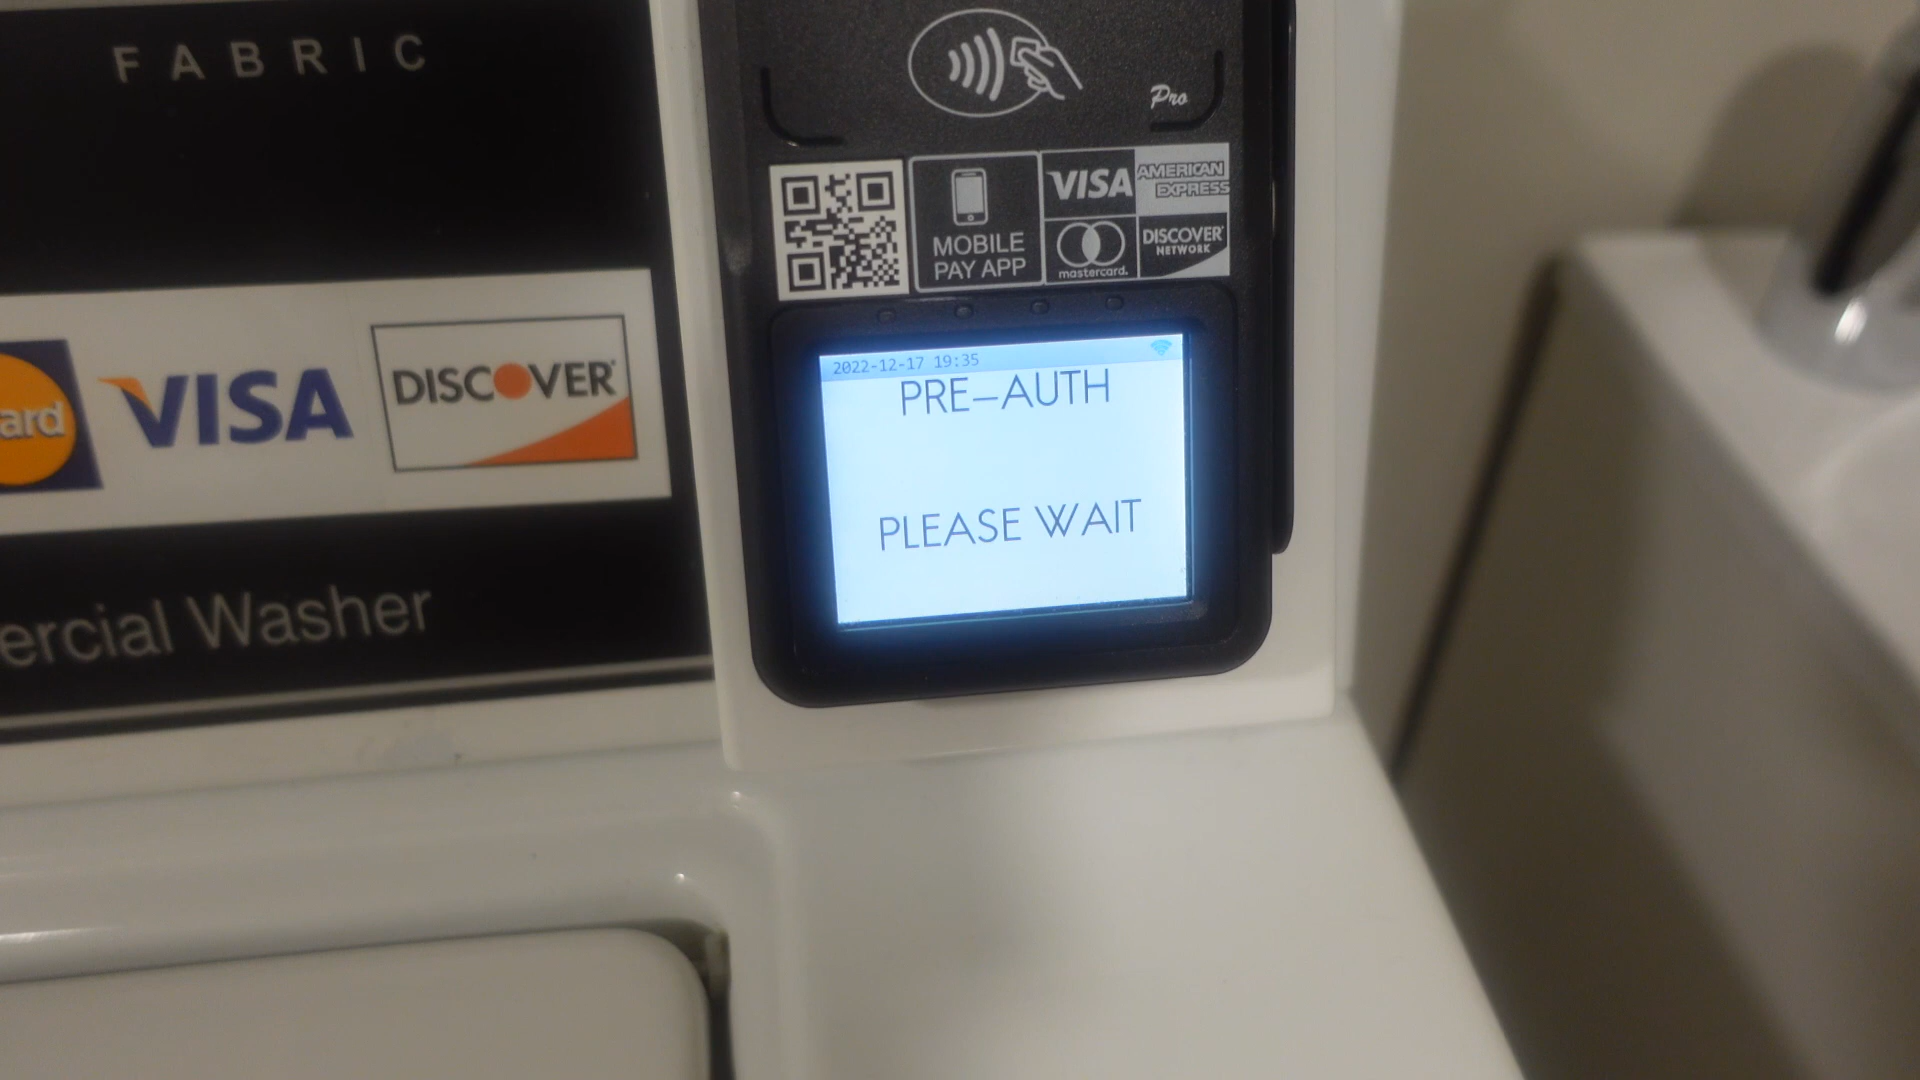 FABRIC
ard
VISA
DISCOVER
ercial Washer
Pro
MOBILE
PAY APP
VISA
AMERICAN
EXPRESS
mastercard.
DISCOVER
NETWORK
2022-12-17 19:35
PRE-AUTH
PLEASE WAIT